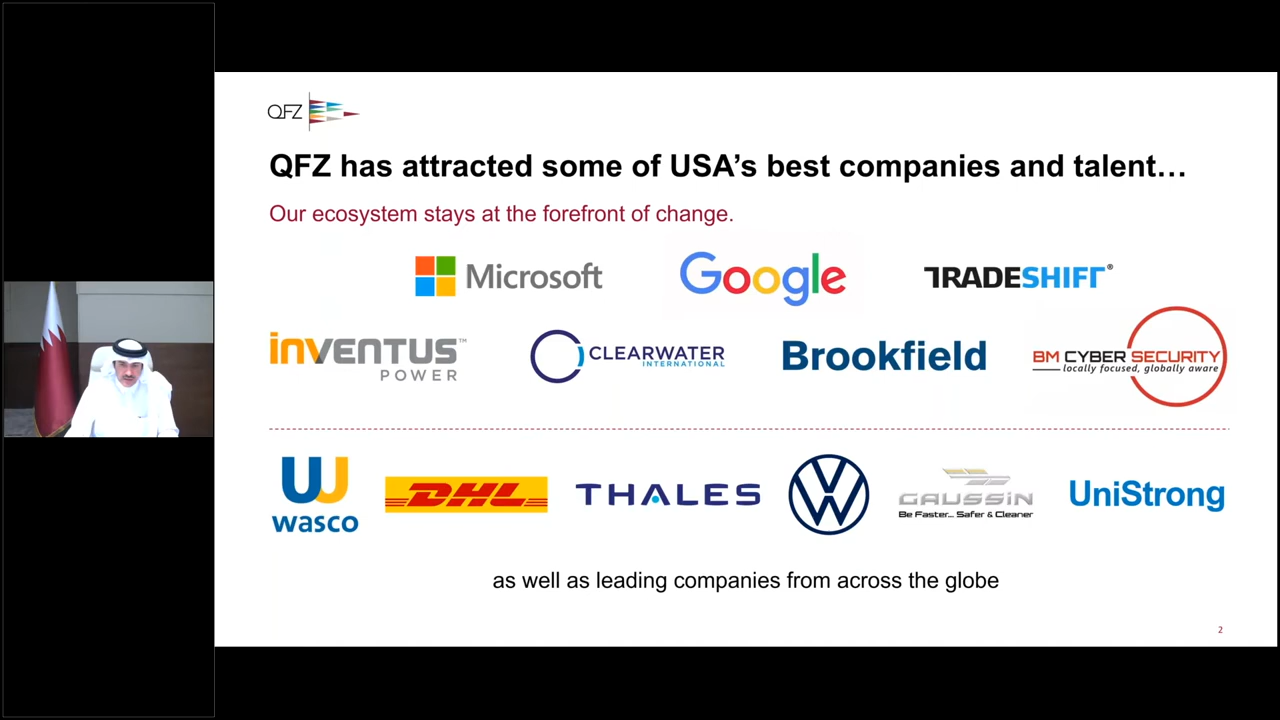 QFZ
QFZ has attracted some of USA's best companies and talent…
Our ecosystem stays at the forefront of change.
Microsoft
Google
TRADESHIFT®
inVENTUS™
POWER
CLEARWATER
INTERNATIONAL
Brookfield
BM CYBER SECURITY
locally focused, globally aware
wasco
DHL
THALES
VW
GAUSSIN
Be Faster... Safer & Cleaner
UniStrong
as well as leading companies from across the globe
2